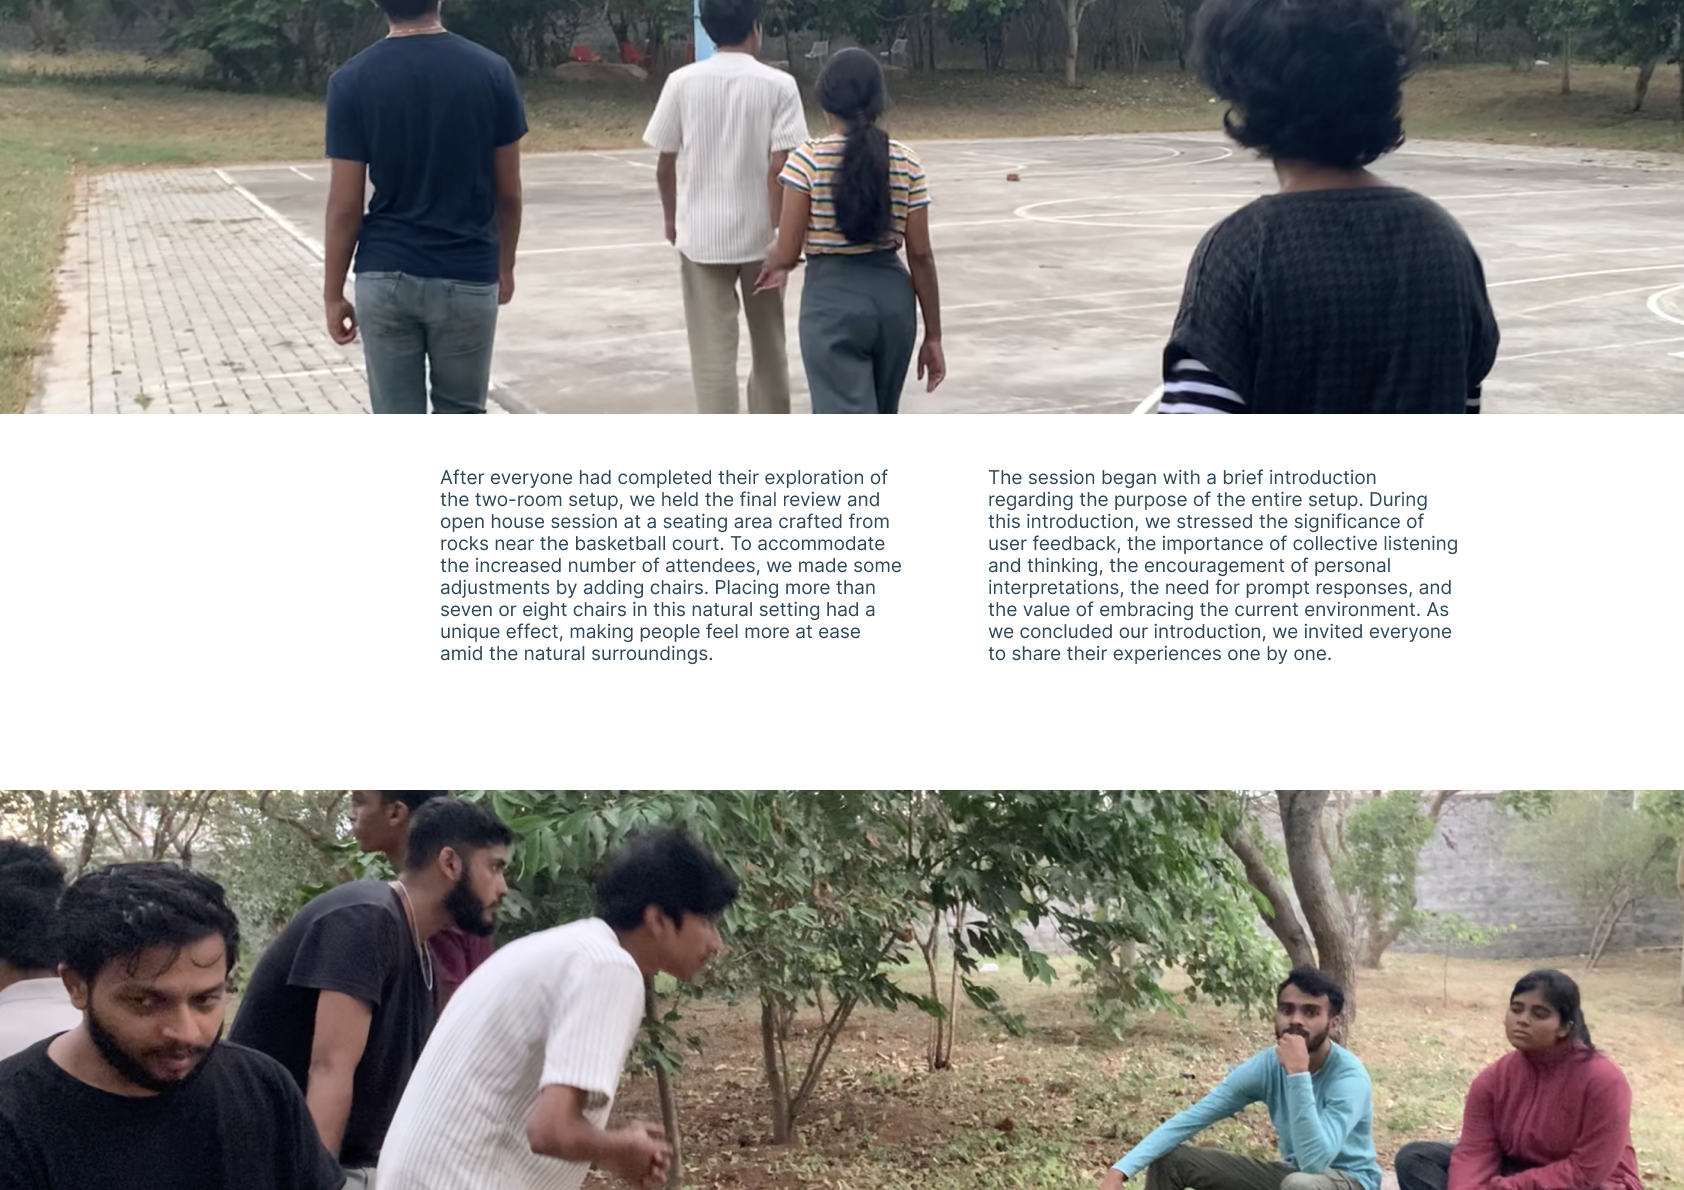 After everyone had completed their exploration of
the two-room setup, we held the final review and
open house session at a seating area crafted from
rocks near the basketball court. To accommodate
the increased number of attendees, we made some
adjustments by adding chairs. Placing more than
seven or eight chairs in this natural setting had a
unique effect, making people feel more at ease
amid the natural surroundings.
The session began with a brief introduction
regarding the purpose of the entire setup. During
this introduction, we stressed the significance of
user feedback, the importance of collective listening
and thinking, the encouragement of personal
interpretations, the need for prompt responses, and
the value of embracing the current environment. As
we concluded our introduction, we invited everyone
to share their experiences one by one.